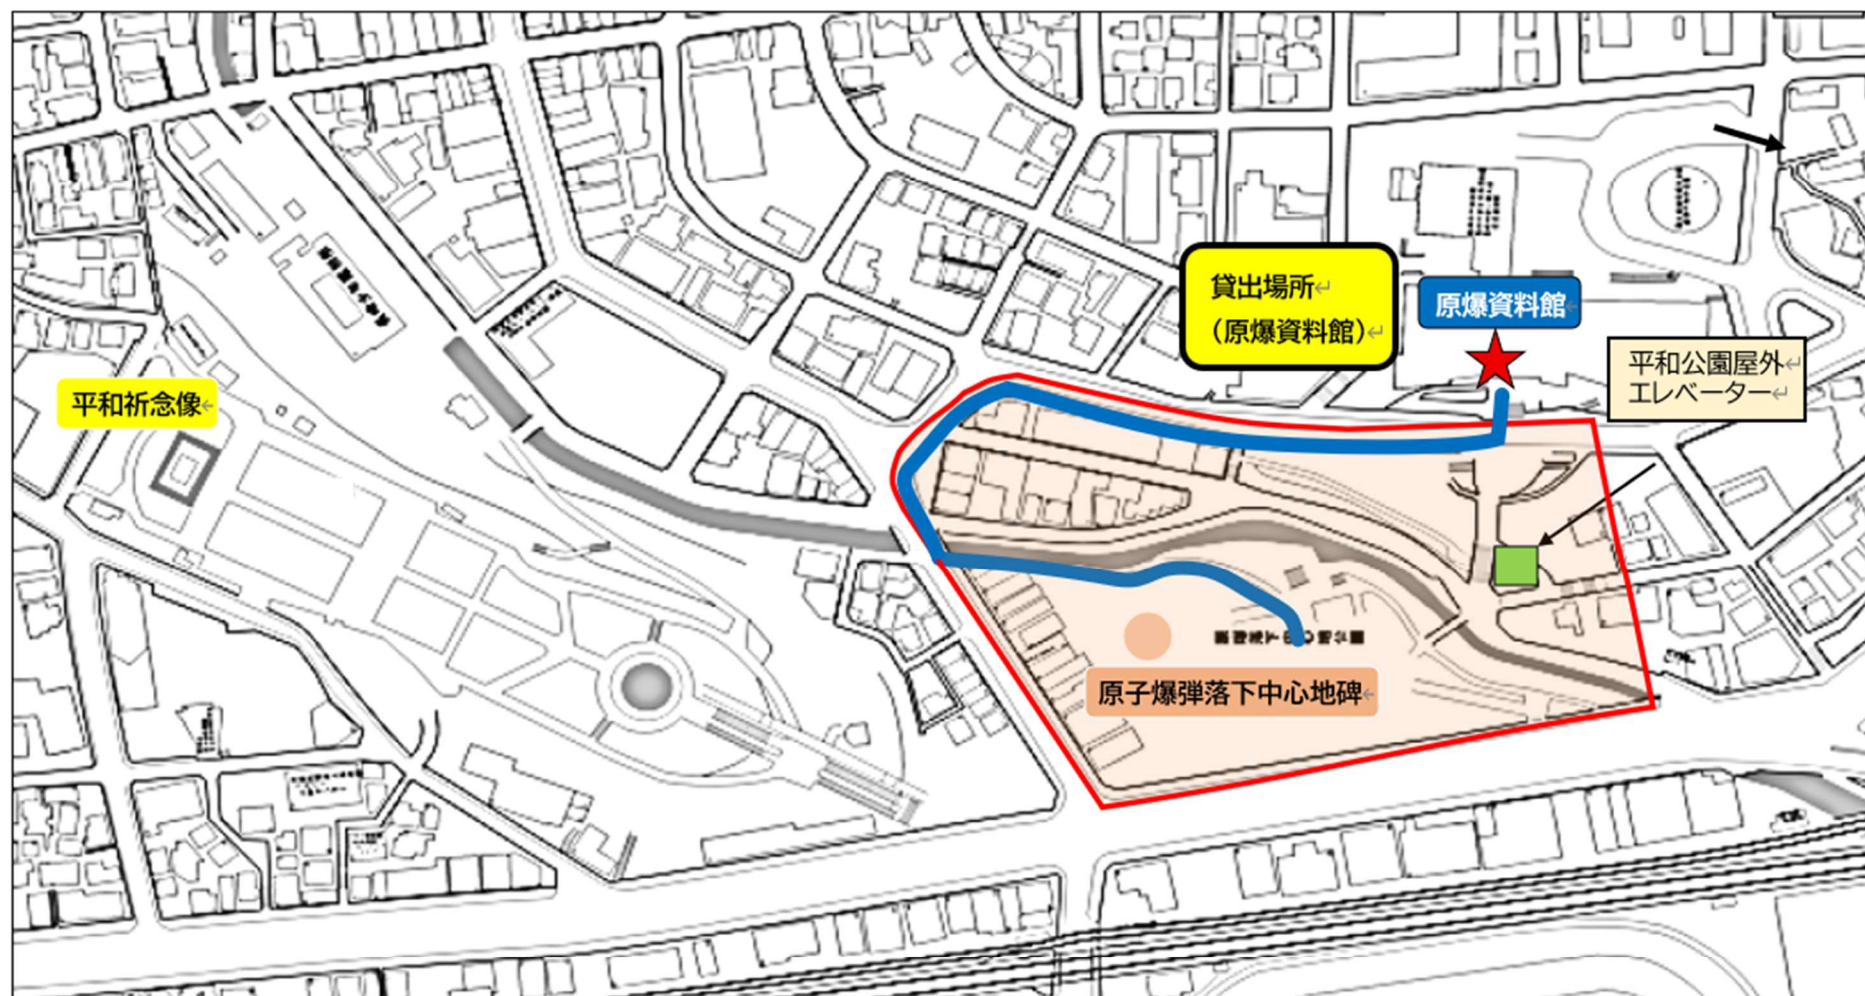 貸出場所
（原爆資料館）
原爆資料館
平和公園屋外
エレベーター
平和祈念像
原子爆弾落下中心地碑